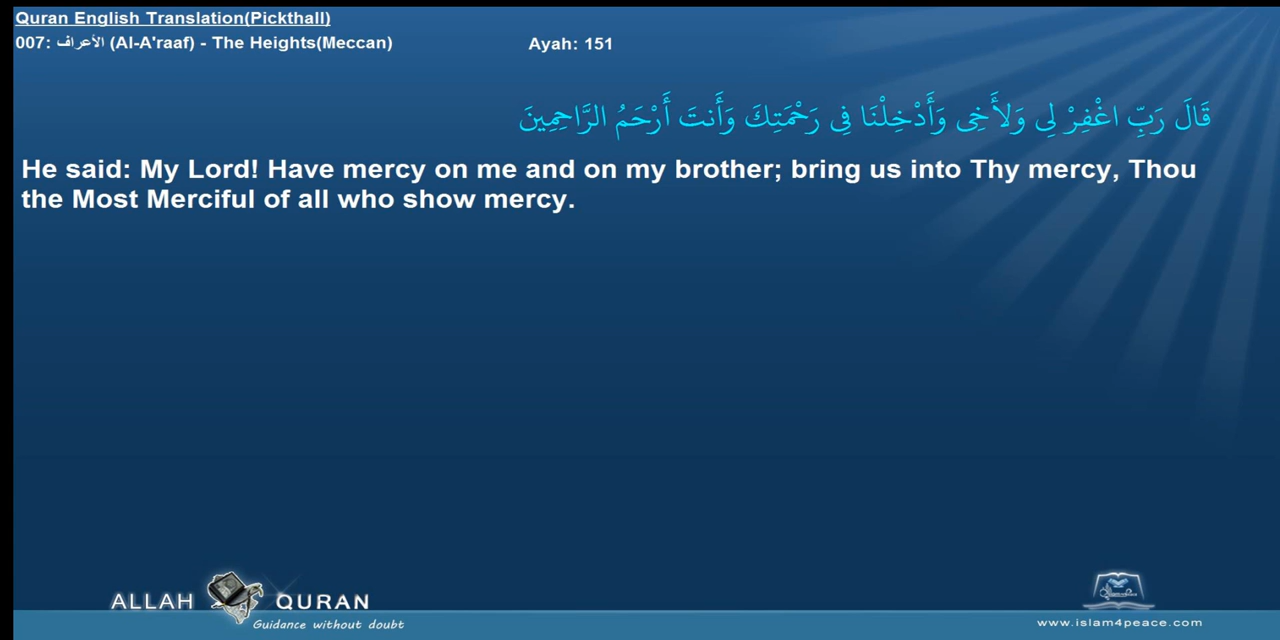 Quran English Translation(Pickthall)
007: الأعراف (Al-A'raaf) - The Heights(Meccan)
Ayah: 151
قَالَ رَبِّ اغْفِرْ لِي وَلأَخِي وَأَدْخِلْنَا فِي رَحْمَتِكَ وَأَنتَ أَرْحَمُ الرَّاحِمِينَ
He said: My Lord! Have mercy on me and on my brother; bring us into Thy mercy, Thou
the Most Merciful of all who show mercy.
ALLAH QURAN
Guidance without doubt
www.islam4peace.com